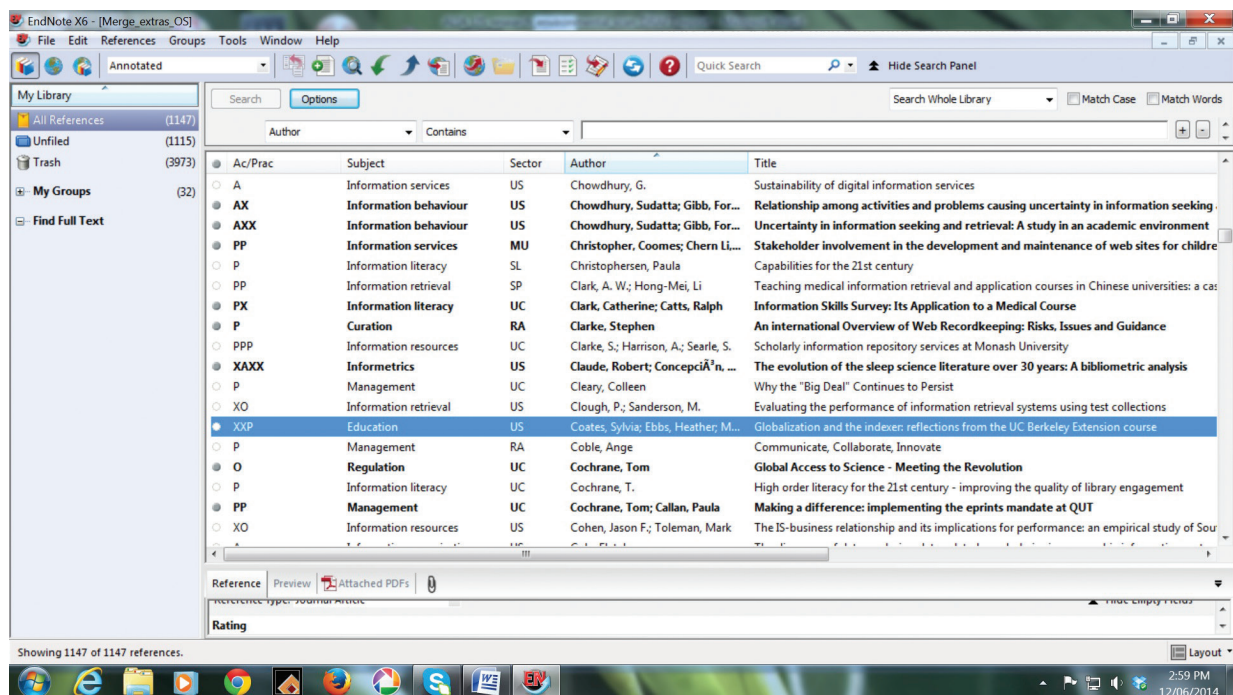 EndNote X6 - [Merge_extras_OS]
File Edit References Groups Tools Window Help
Annotated Quick Search Hide Search Panel
My Library Search Options Search Whole Library Match Case Match Words
All References (1147)
Author Contains + -
Unfiled (1115)
Trash (3973) Ac/Prac Subject Sector Author Title
A Information services US Chowdhury, G. Sustainability of digital information services
My Groups (32)
AX Information behaviour US Chowdhury, Sudatta; Gibb, For... Relationship among activities and problems causing uncertainty in information seeking
Find Full Text
AXX Information behaviour US Chowdhury, Sudatta; Gibb, For... Uncertainty in information seeking and retrieval: A study in an academic environment
PP Information services MU Christopher, Coomes; Chern Li,... Stakeholder involvement in the development and maintenance of web sites for childre
P Information literacy SL Christophersen, Paula Capabilities for the 21st century
PP Information retrieval SP Clark, A. W.; Hong-Mei, Li Teaching medical information retrieval and application courses in Chinese universities: a cas
PX Information literacy UC Clark, Catherine; Catts, Ralph Information Skills Survey: Its Application to a Medical Course
P Curation RA Clarke, Stephen An international Overview of Web Recordkeeping: Risks, Issues and Guidance
PPP Information resources UC Clarke, S.; Harrison, A.; Searle, S. Scholarly information repository services at Monash University
XAXX Informetrics US Claude, Robert; ConcepciÃ³n, ... The evolution of the sleep science literature over 30 years: A bibliometric analysis
P Management UC Cleary, Colleen Why the "Big Deal" Continues to Persist
XO Information retrieval US Clough, P.; Sanderson, M. Evaluating the performance of information retrieval systems using test collections
XXP Education US Coates, Sylvia; Ebbs, Heather; M... Globalization and the indexer: reflections from the UC Berkeley Extension course
P Management RA Coble, Ange Communicate, Collaborate, Innovate
O Regulation UC Cochrane, Tom Global Access to Science - Meeting the Revolution
P Information literacy UC Cochrane, T. High order literacy for the 21st century - improving the quality of library engagement
PP Management UC Cochrane, Tom; Callan, Paula Making a difference: implementing the eprints mandate at QUT
XO Information resources US Cohen, Jason F.; Toleman, Mark The IS-business relationship and its implications for performance: an empirical study of Sou
Reference Preview Attached PDFs
Reference Type: Journal Article Hide Empty Fields
Rating
Showing 1147 of 1147 references. Layout
2:59 PM
12/06/2014